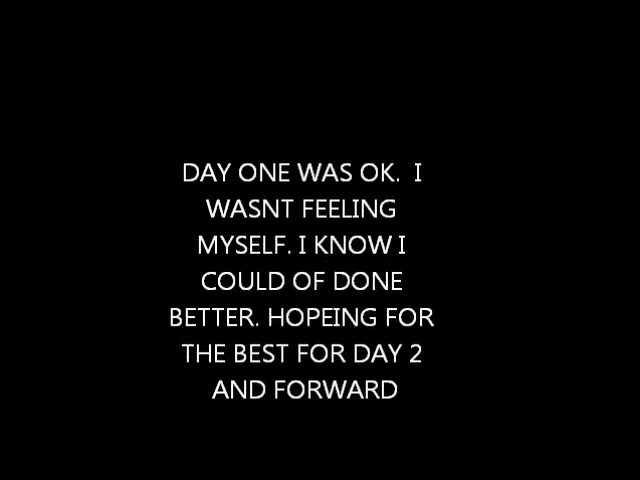 DAY ONE WAS OK.  I
WASNT FEELING
MYSELF. I KNOW I
COULD OF DONE
BETTER. HOPEING FOR
THE BEST FOR DAY 2
AND FORWARD